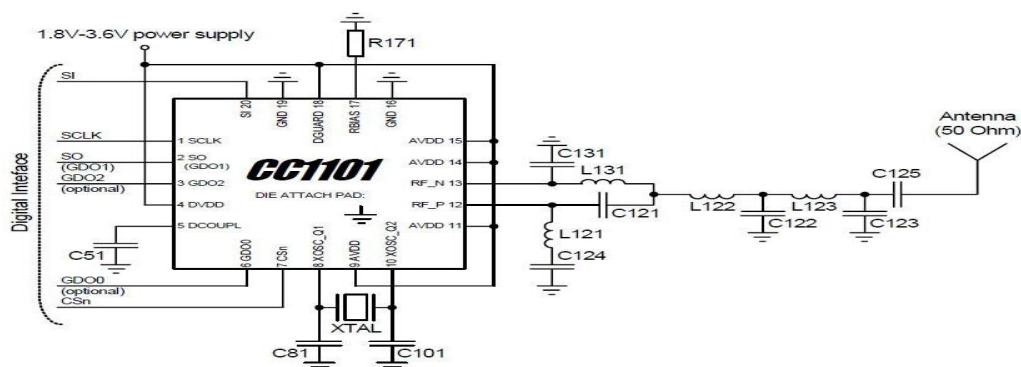 1.8V-3.6V power supply
R171
SI
SI 20
GND 19
DGUARD 18
RBIAS 17
GND 16
Antenna
(50 Ohm)
SCLK
1 SCLK
AVDD 15
SO
(GDO1)
2 SO
(GDO1)
CC1101
AVDD 14
C131
L131
C125
GDO2
(optional)
3 GDO2
DIE ATTACH PAD:
RF_N 13
4 DVDD
RF_P 12
C121
L122
L123
5 DCOUPL
AVDD 11
C122
C123
L121
C124
C51
6 GDO0
7 CSn
8 XOSC_Q1
9 AVDD
10 XOSC_Q2
GDO0
(optional)
CSn
XTAL
C81
C101
Digital Inteface